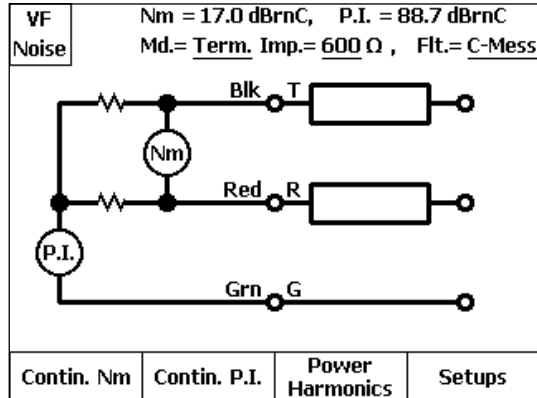 VF
Noise
Nm = 17.0 dBrnC, P.I. = 88.7 dBrnC
Md.= Term. Imp.= 600 Ω , Flt.= C-Mess
Blk T
Nm
Red R
P.I.
Grn G
Contin. Nm
Contin. P.I.
Power
Harmonics
Setups